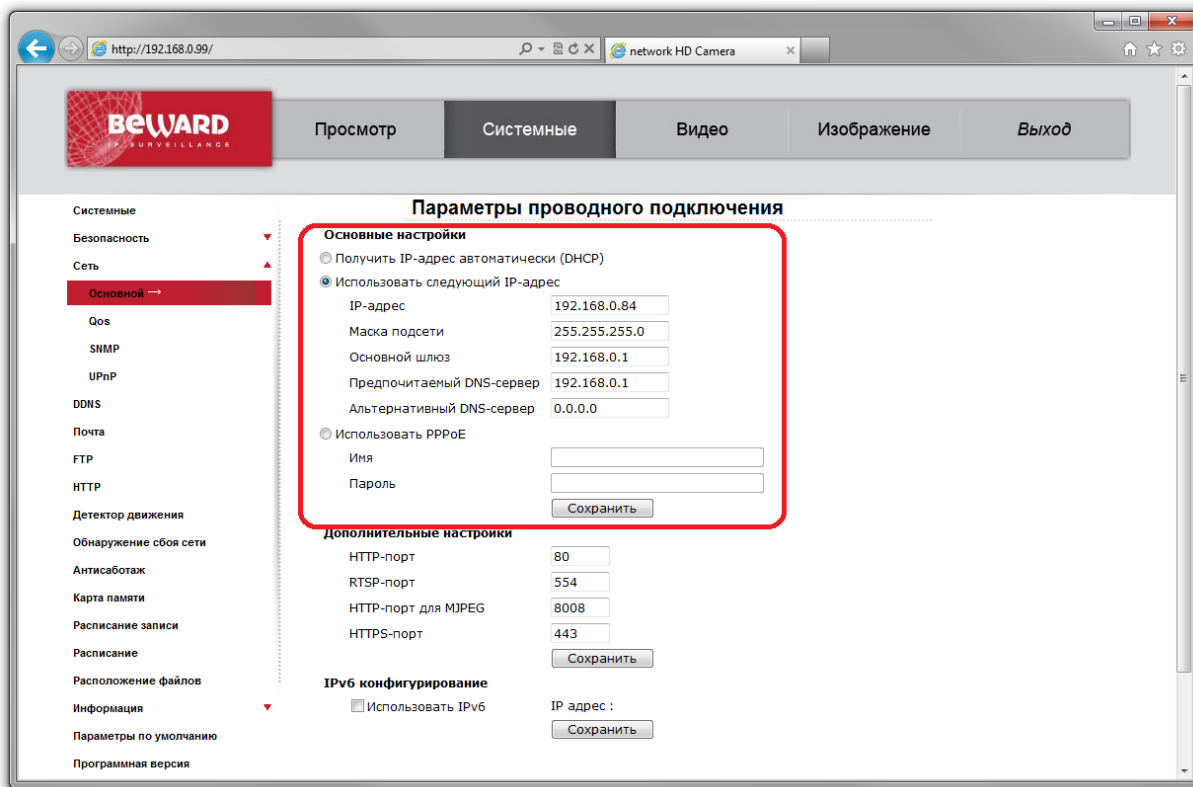 http://192.168.0.99/
network HD Camera
BEWARD
IP SURVEILLANCE
Просмотр
Системные
Видео
Изображение
Выход
Системные
Безопасность
Сеть
Основной →
Qos
SNMP
UPnP
DDNS
Почта
FTP
HTTP
Детектор движения
Обнаружение сбоя сети
Антисаботаж
Карта памяти
Расписание записи
Расписание
Расположение файлов
Информация
Параметры по умолчанию
Программная версия
Параметры проводного подключения
Основные настройки
Получить IP-адрес автоматически (DHCP)
Использовать следующий IP-адрес
IP-адрес 192.168.0.84
Маска подсети 255.255.255.0
Основной шлюз 192.168.0.1
Предпочитаемый DNS-сервер 192.168.0.1
Альтернативный DNS-сервер 0.0.0.0
Использовать PPPoE
Имя
Пароль
Сохранить
Дополнительные настройки
HTTP-порт 80
RTSP-порт 554
HTTP-порт для MJPEG 8008
HTTPS-порт 443
Сохранить
IPv6 конфигурирование
Использовать IPv6 IP адрес :
Сохранить